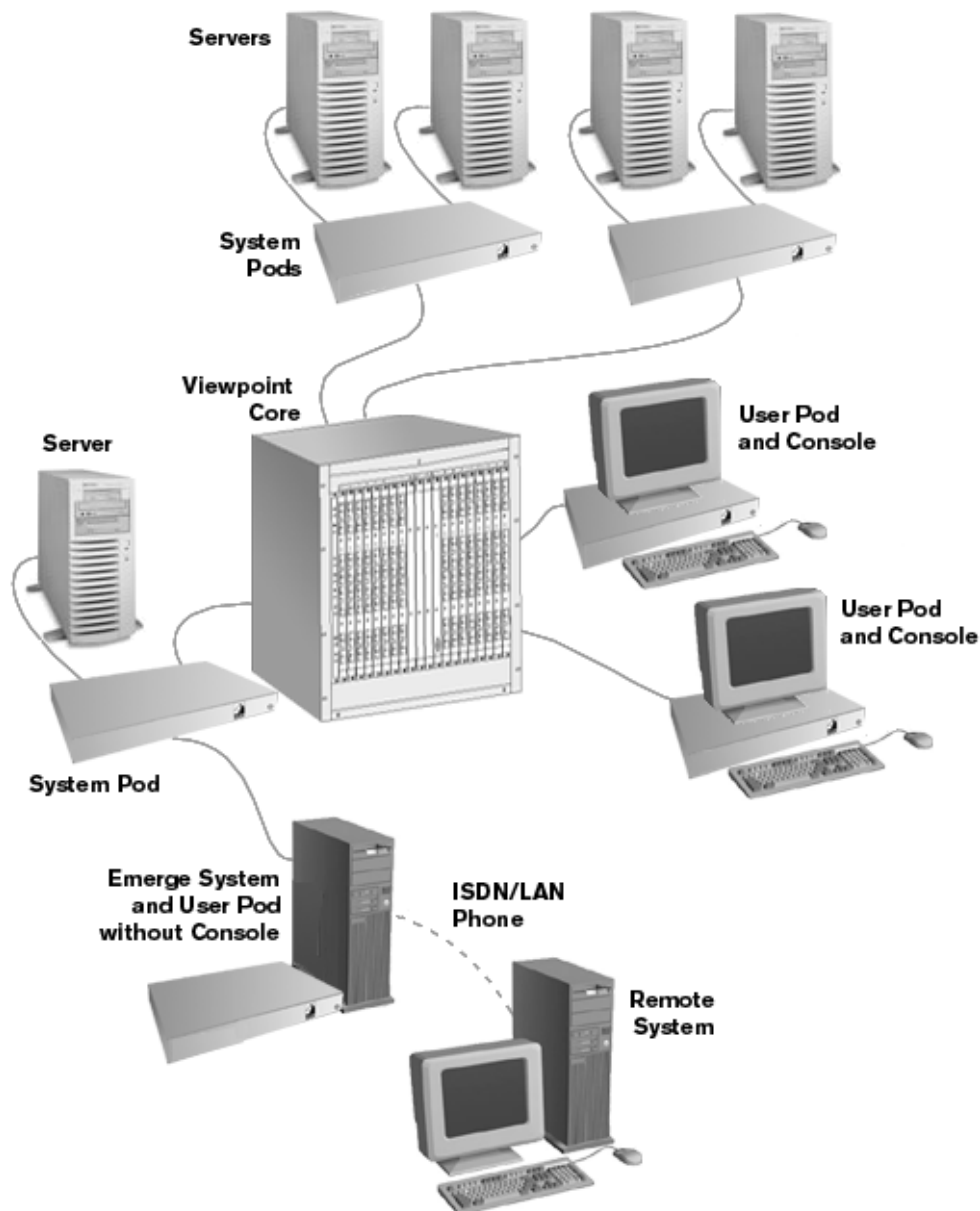 Servers
System
Pods
Viewpoint
Core
User Pod
and Console
Server
User Pod
and Console
System Pod
Emerge System
and User Pod
without Console
ISDN/LAN
Phone
Remote
System